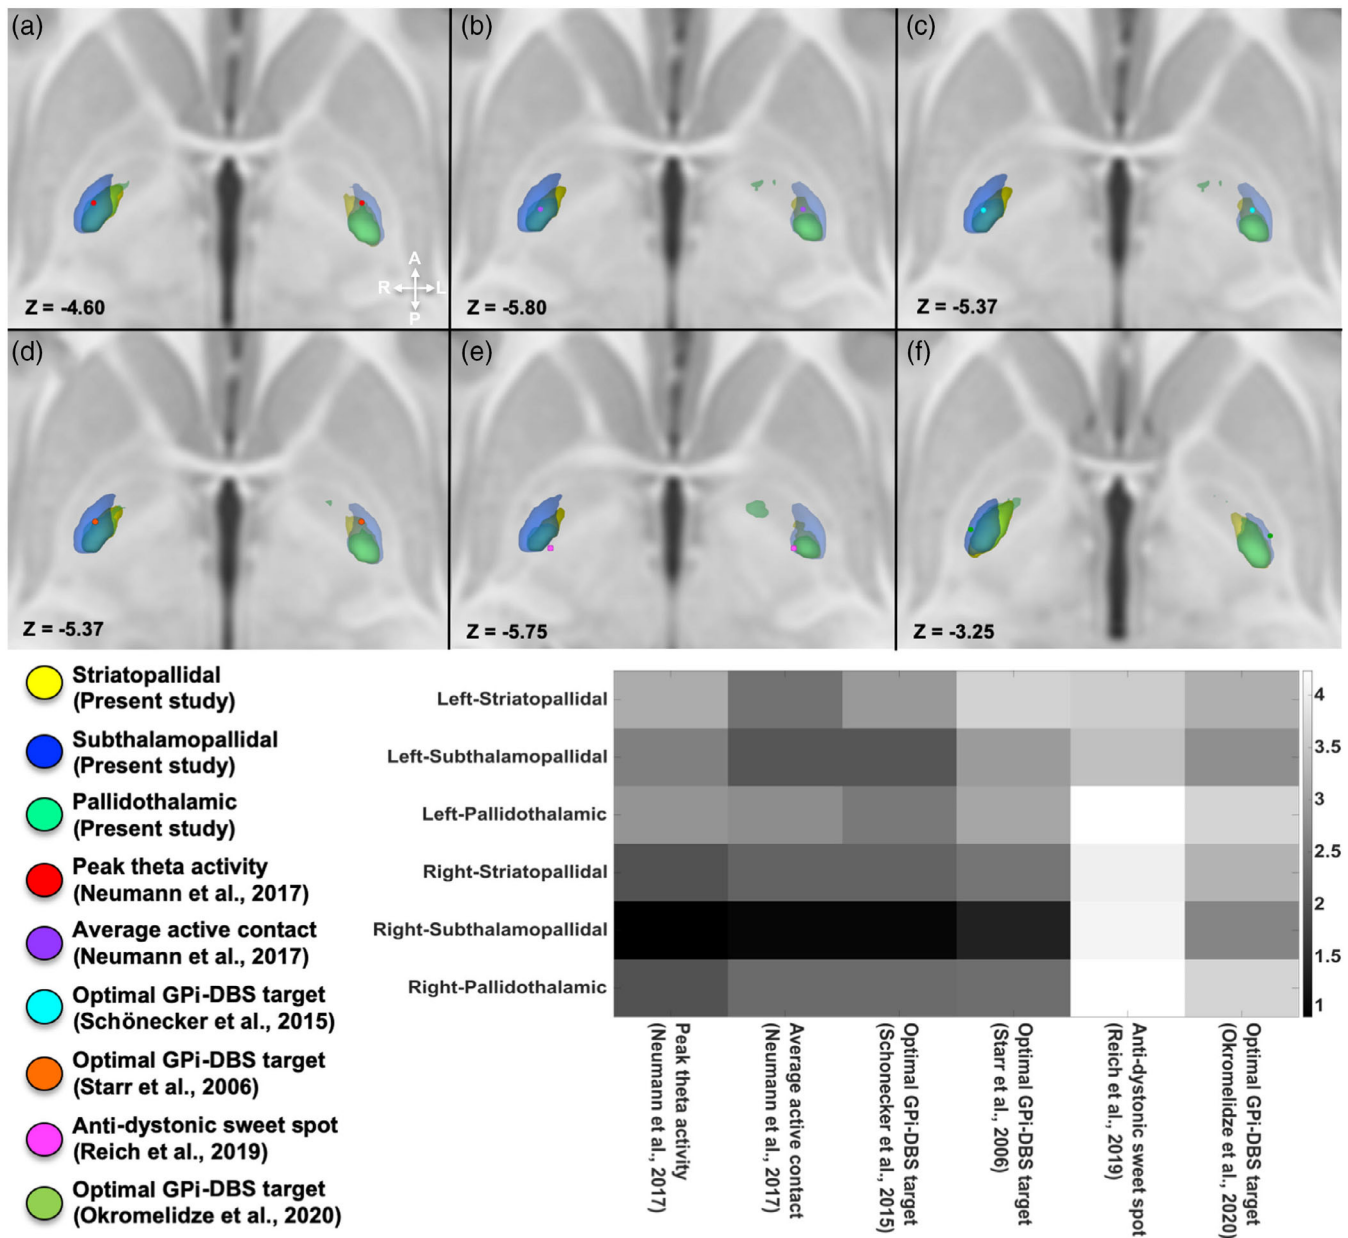 (a)
(b)
(c)
A
R L
P
Z = -4.60
Z = -5.80
Z = -5.37
(d)
(e)
(f)
Z = -5.37
Z = -5.75
Z = -3.25
Striatopallidal
(Present study)
Subthalamopallidal
(Present study)
Pallidothalamic
(Present study)
Peak theta activity
(Neumann et al., 2017)
Average active contact
(Neumann et al., 2017)
Optimal GPi-DBS target
(Schönecker et al., 2015)
Optimal GPi-DBS target
(Starr et al., 2006)
Anti-dystonic sweet spot
(Reich et al., 2019)
Optimal GPi-DBS target
(Okromelidze et al., 2020)
Left-Striatopallidal
Left-Subthalamopallidal
Left-Pallidothalamic
Right-Striatopallidal
Right-Subthalamopallidal
Right-Pallidothalamic
4
3.5
3
2.5
2
1.5
1
Peak theta activity
(Neumann et al., 2017)
Average active contact
(Neumann et al., 2017)
Optimal GPi-DBS target
(Schonecker et al., 2015)
Optimal GPi-DBS target
(Starr et al., 2006)
Anti-dystonic sweet spot
(Reich et al., 2019)
Optimal GPi-DBS target
(Okromelidze et al., 2020)